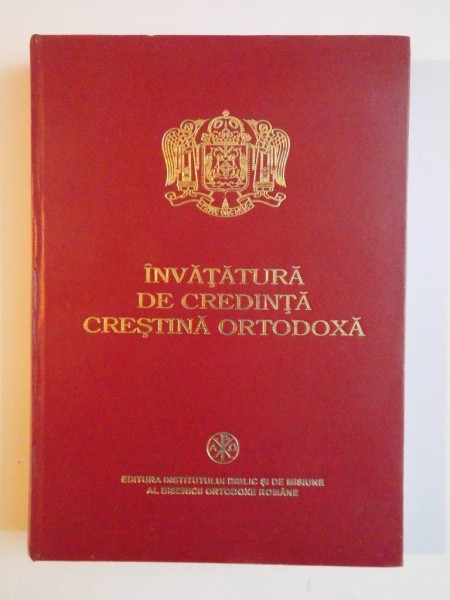 ÎNVĂȚĂTURĂ
DE CREDINȚĂ
CREȘTINĂ ORTODOXĂ
EDITURA INSTITUTULUI BIBLIC ȘI DE MISIUNE
AL BISERICII ORTODOXE ROMÂNE